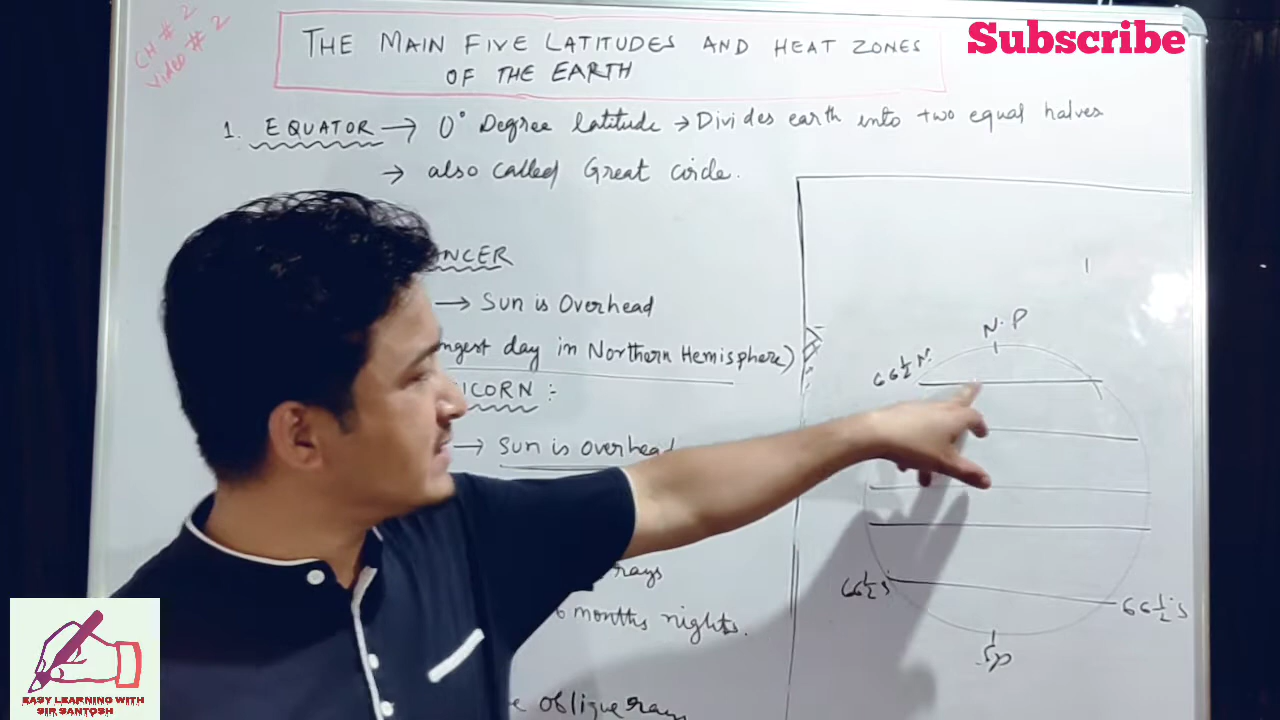 CH # 2
Video # 2
THE MAIN FIVE LATITUDES AND HEAT ZONES
OF THE EARTH
Subscribe
1. EQUATOR → 0° Degree latitude → Divides earth into two equal halves
→ also called Great circle.
ANCER
→ Sun is Overhead
ngest day in Northern Hemisphere)
ICORN :-
→ Sun is overhead
rays
6 months nights.
oblique rays
N.P
66½ N.
66½ S
66½ S
S.P
EASY LEARNING WITH
SIR SANTOSH